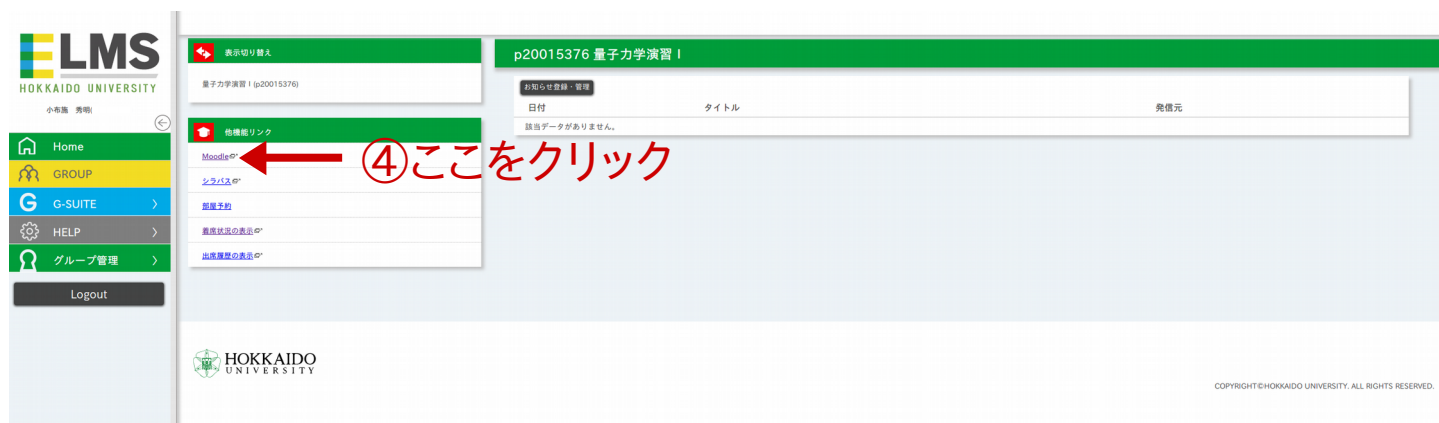 ELMS
HOKKAIDO UNIVERSITY
小布施 秀明(
Home
GROUP
G G-SUITE
HELP
グループ管理
Logout
表示切り替え
量子力学演習 I (p20015376)
他機能リンク
Moodle
シラバス
部屋予約
着席状況の表示
出席履歴の表示
④ここをクリック
p20015376 量子力学演習 I
お知らせ登録・管理
日付 タイトル 発信元
該当データがありません。
HOKKAIDO
UNIVERSITY
COPYRIGHT©HOKKAIDO UNIVERSITY. ALL RIGHTS RESERVED.